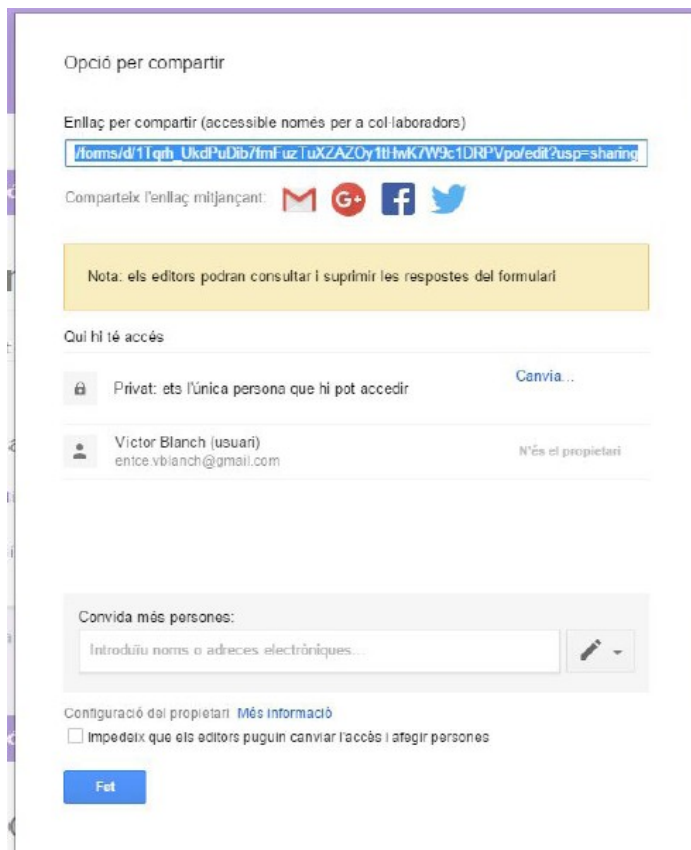 Opció per compartir
Enllaç per compartir (accessible només per a col·laboradors)
/forms/d/1Tqrh_UkdPuDib7fmFuzTuXZAZOy1tHwK7W9c1DRPVpo/edit?usp=sharing
Comparteix l'enllaç mitjançant:
Nota: els editors podran consultar i suprimir les respostes del formulari
Qui hi té accés
Privat: ets l'única persona que hi pot accedir
Canvia...
Víctor Blanch (usuari)
entce.vblanch@gmail.com
N'és el propietari
Convida més persones:
Introduïu noms o adreces electròniques...
Configuració del propietari Més informació
Impedeix que els editors puguin canviar l'accés i afegir persones
Fet